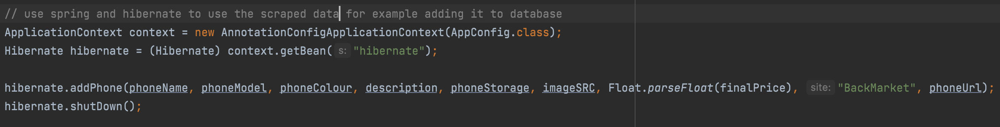 // use spring and hibernate to use the scraped data for example adding it to database
ApplicationContext context = new AnnotationConfigApplicationContext(AppConfig.class);
Hibernate hibernate = (Hibernate) context.getBean( s: "hibernate");
hibernate.addPhone(phoneName, phoneModel, phoneColour, description, phoneStorage, imageSRC, Float.parseFloat(finalPrice), site: "BackMarket", phoneUrl);
hibernate.shutDown();